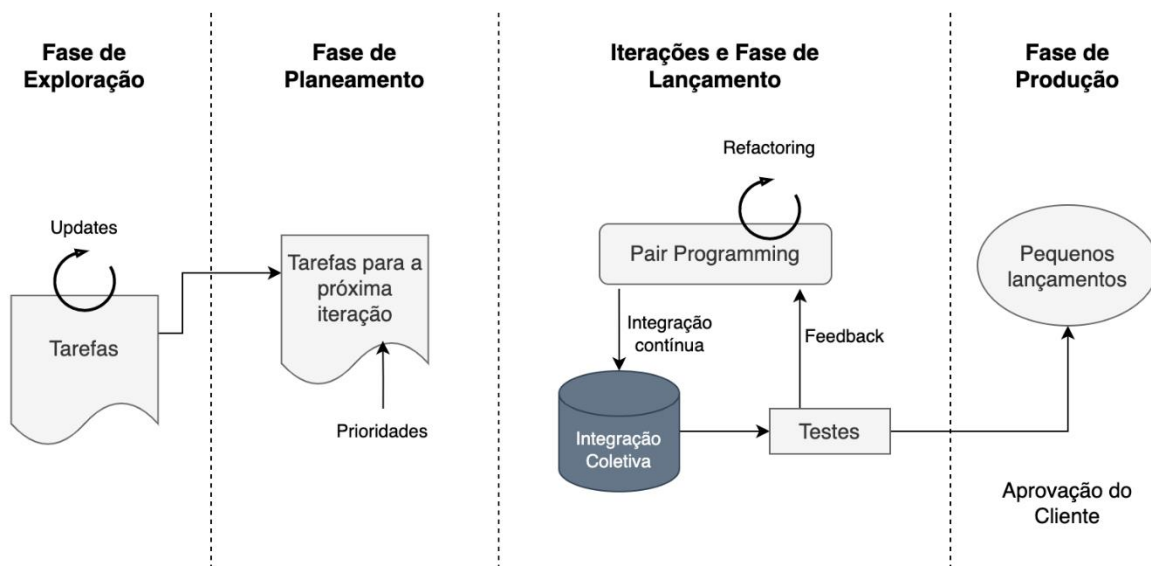 Fase de
Exploração
Fase de
Planeamento
Iterações e Fase de
Lançamento
Fase de
Produção
Updates
Tarefas
Tarefas para a
próxima
iteração
Prioridades
Refactoring
Pair Programming
Integração
contínua
Feedback
Integração
Coletiva
Testes
Pequenos
lançamentos
Aprovação do
Cliente